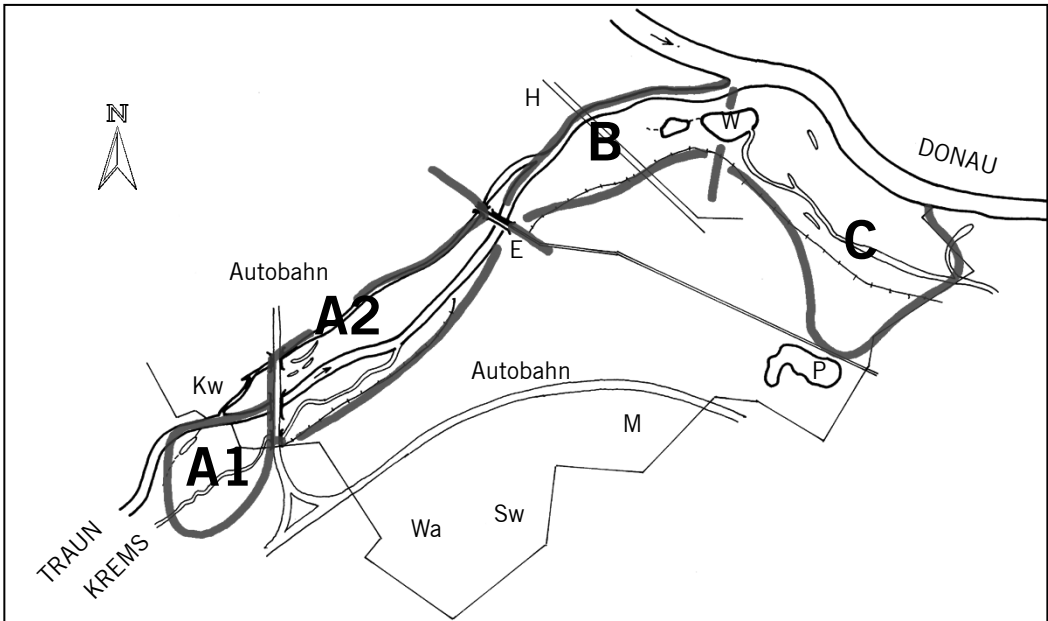 H
N
W
B
DONAU
C
E
Autobahn
A2
Autobahn
P
Kw
M
A1
Sw
Wa
TRAUN
KREMS